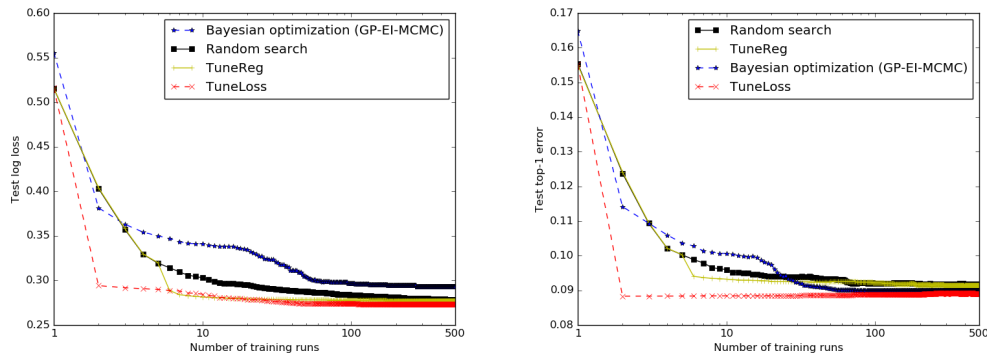 0.60
0.55
0.50
0.45
0.40
0.35
0.30
0.25
Test log loss
Bayesian optimization (GP-EI-MCMC)
Random search
TuneReg
TuneLoss
1
10
100
500
Number of training runs
0.17
0.16
0.15
0.14
0.13
0.12
0.11
0.10
0.09
0.08
Test top-1 error
Random search
TuneReg
Bayesian optimization (GP-EI-MCMC)
TuneLoss
1
10
100
500
Number of training runs